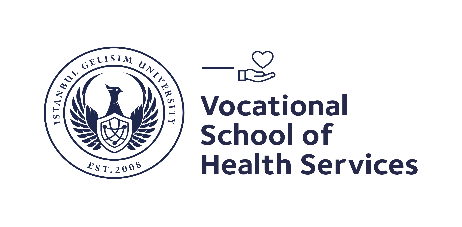 ISTANBUL GELISIM UNIVERSITY
EST.2008
Vocational
School of
Health Services